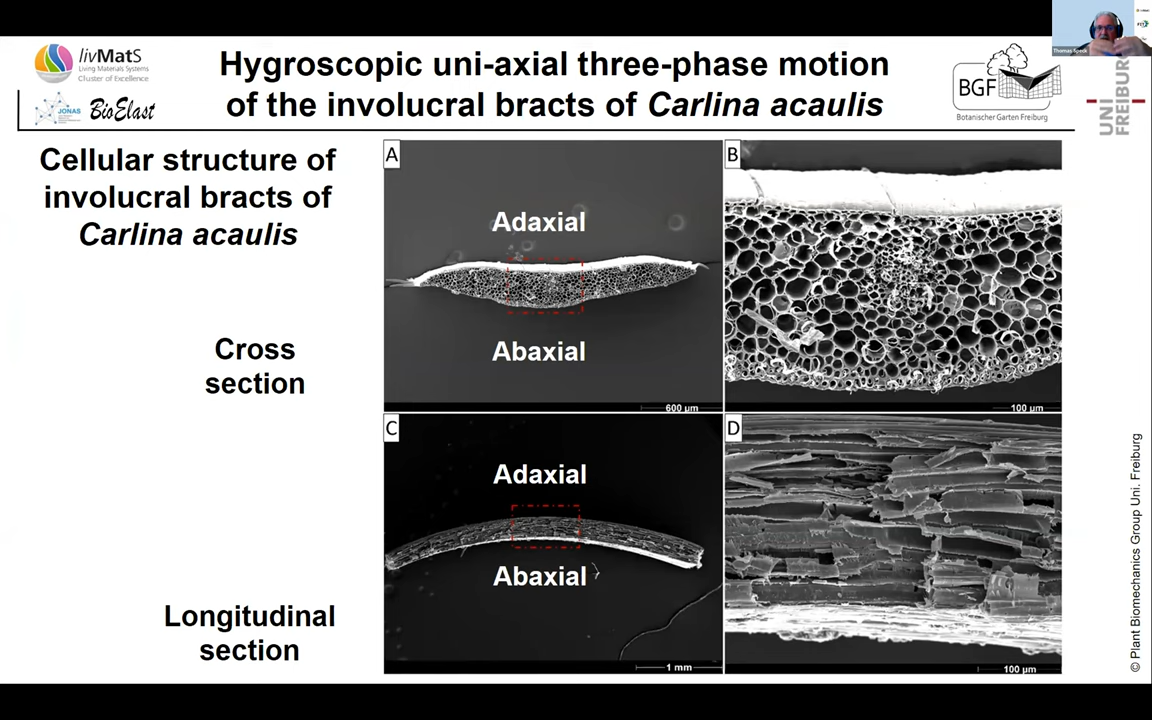 livMatS
Living Materials Systems
Cluster of Excellence
JONAS
BioElast
Hygroscopic uni-axial three-phase motion
of the involucral bracts of Carlina acaulis
BGF
Botanischer Garten Freiburg
UNI
FREIBURG
Thomas Speck
Cellular structure of
involucral bracts of
Carlina acaulis
Cross
section
Longitudinal
section
A
Adaxial
Abaxial
600 µm
B
100 µm
C
Adaxial
Abaxial
1 mm
D
100 µm
© Plant Biomechanics Group Uni. Freiburg